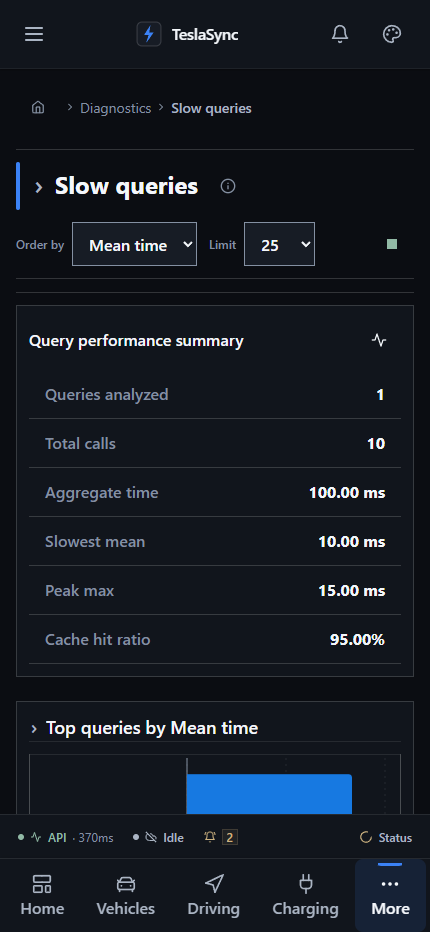 TeslaSync
Diagnostics › Slow queries
Slow queries
Order by Mean time Limit 25
Query performance summary
Queries analyzed 1
Total calls 10
Aggregate time 100.00 ms
Slowest mean 10.00 ms
Peak max 15.00 ms
Cache hit ratio 95.00%
Top queries by Mean time
API · 370ms Idle 2 Status
Home Vehicles Driving Charging More